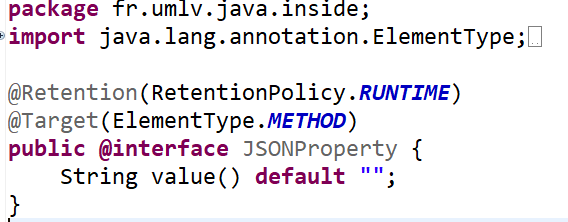 package fr.umlv.java.inside;
import java.lang.annotation.ElementType;
@Retention(RetentionPolicy.RUNTIME)
@Target(ElementType.METHOD)
public @interface JSONProperty {
    String value() default "";
}